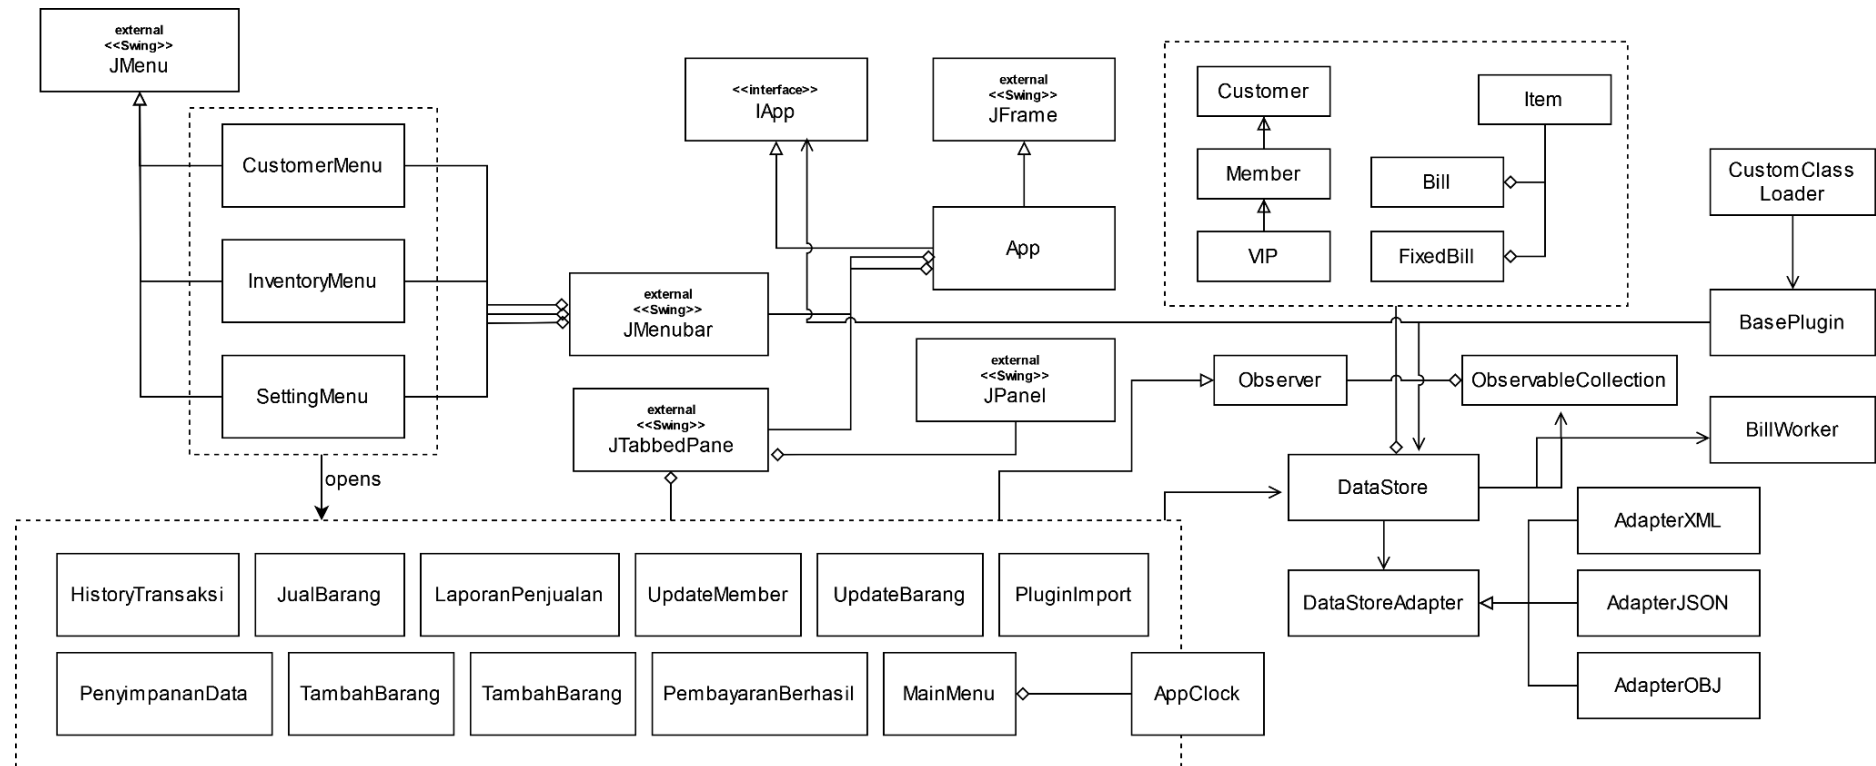 external
<<Swing>>
JMenu
CustomerMenu
InventoryMenu
SettingMenu
opens
<<interface>>
IApp
external
<<Swing>>
JFrame
App
external
<<Swing>>
JMenubar
external
<<Swing>>
JTabbedPane
external
<<Swing>>
JPanel
Customer
Member
VIP
Item
Bill
FixedBill
CustomClass
Loader
BasePlugin
Observer
ObservableCollection
BillWorker
DataStore
DataStoreAdapter
AdapterXML
AdapterJSON
AdapterOBJ
HistoryTransaksi
JualBarang
LaporanPenjualan
UpdateMember
UpdateBarang
PluginImport
PenyimpananData
TambahBarang
TambahBarang
PembayaranBerhasil
MainMenu
AppClock